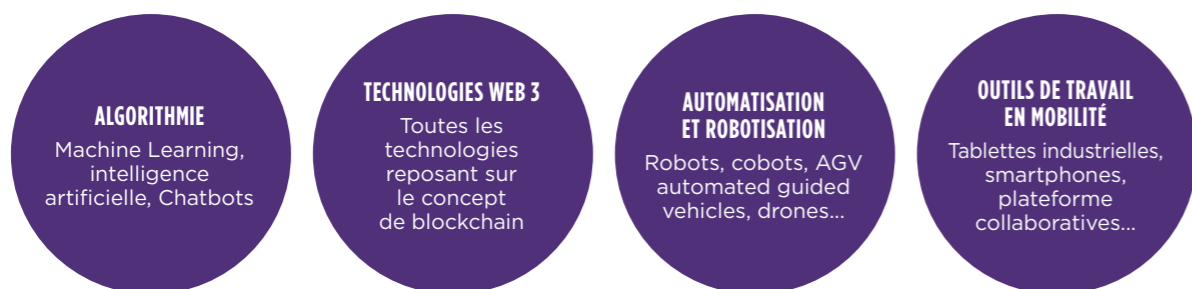 ALGORITHMIE
Machine Learning,
intelligence
artificielle, Chatbots
TECHNOLOGIES WEB 3
Toutes les
technologies
reposant sur
le concept
de blockchain
AUTOMATISATION
ET ROBOTISATION
Robots, cobots, AGV
automated guided
vehicles, drones...
OUTILS DE TRAVAIL
EN MOBILITÉ
Tablettes industrielles,
smartphones,
plateforme
collaboratives...